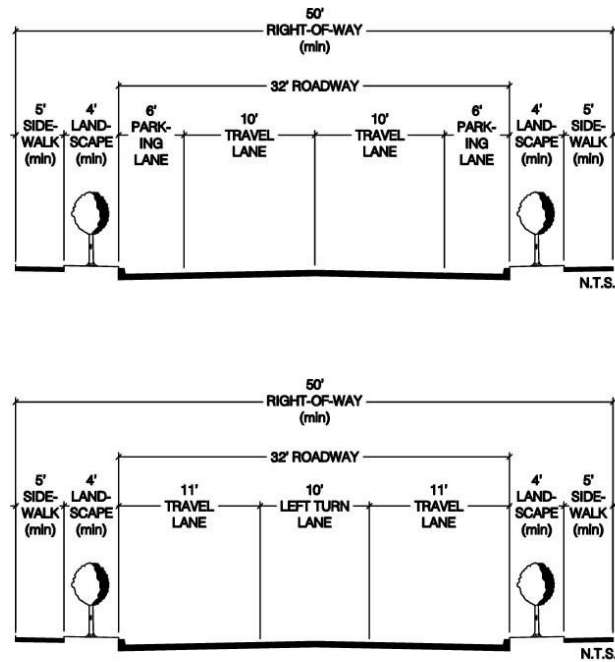 50'
RIGHT-OF-WAY
(min)
32' ROADWAY
5'
SIDE-
WALK
(min)
4'
LAND-
SCAPE
(min)
6'
PARK-
ING
LANE
10'
TRAVEL
LANE
10'
TRAVEL
LANE
6'
PARK-
ING
LANE
4'
LAND-
SCAPE
(min)
5'
SIDE-
WALK
(min)
N.T.S.
50'
RIGHT-OF-WAY
(min)
32' ROADWAY
5'
SIDE-
WALK
(min)
4'
LAND-
SCAPE
(min)
11'
TRAVEL
LANE
10'
LEFT TURN
LANE
11'
TRAVEL
LANE
4'
LAND-
SCAPE
(min)
5'
SIDE-
WALK
(min)
N.T.S.